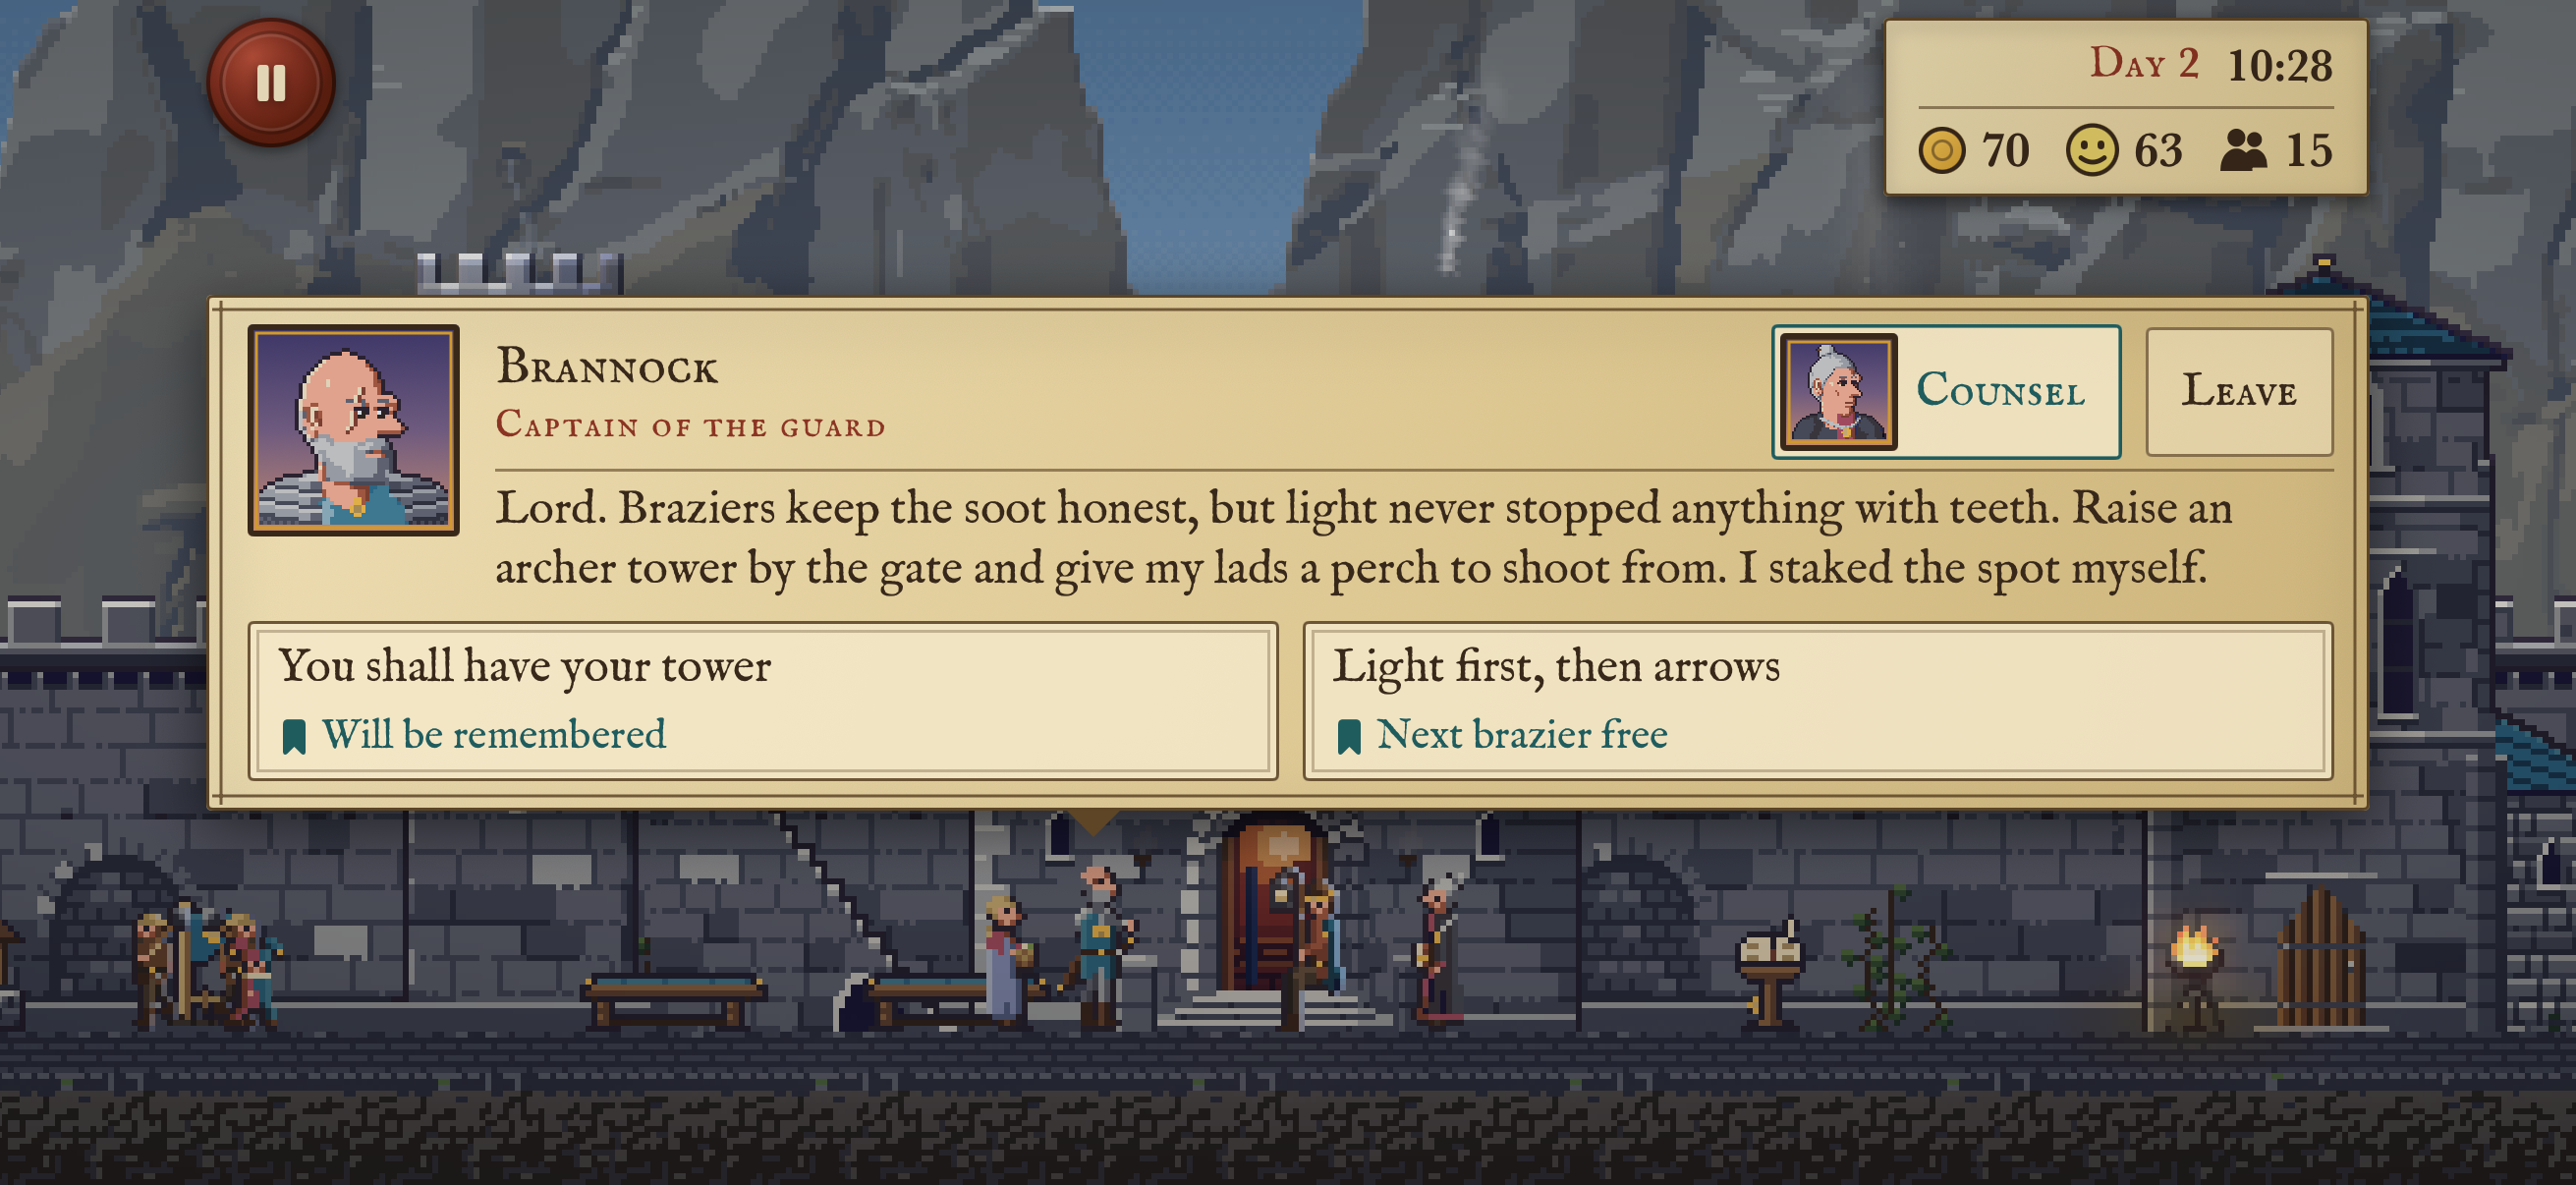 Day 2 10:28
70 63 15
Brannock
Captain of the guard
Counsel
Leave
Lord. Braziers keep the soot honest, but light never stopped anything with teeth. Raise an
archer tower by the gate and give my lads a perch to shoot from. I staked the spot myself.
You shall have your tower
Will be remembered
Light first, then arrows
Next brazier free